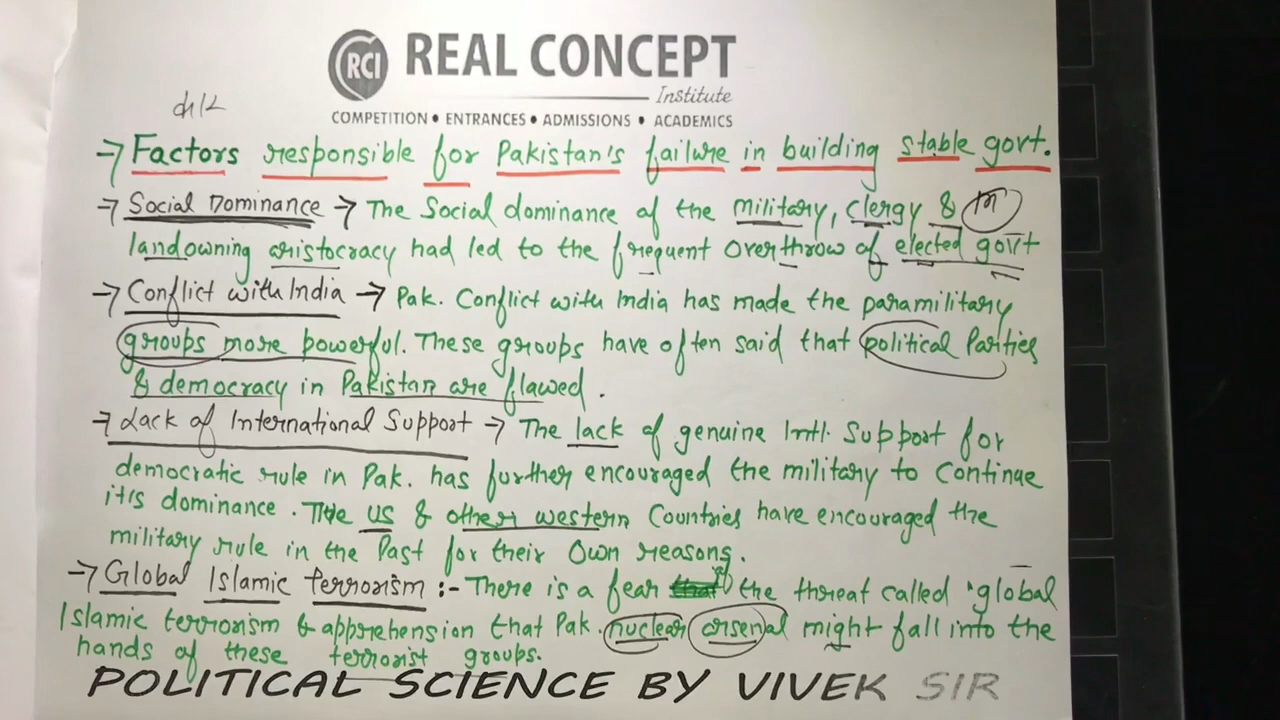 RCI REAL CONCEPT
Institute
COMPETITION • ENTRANCES • ADMISSIONS • ACADEMICS
→ Factors responsible for Pakistan's failure in building stable govt.
→ Social Dominance → The Social dominance of the military, clergy &
landowning aristocracy had led to the frequent overthrow of elected govt
→ Conflict with India → Pak. Conflict with India has made the paramilitary
groups more powerful. These groups have often said that political Parties
& democracy in Pakistan are flawed.
→ Lack of International Support → The lack of genuine Intl. Support for
democratic rule in Pak. has further encouraged the military to Continue
it's dominance. The US & other western Countries have encouraged the
military rule in the Past for their Own reasons.
→ Global Islamic terrorism :- There is a fear of the threat called 'global
Islamic terrorism & apprehension that Pak. nuclear arsenal might fall into the
hands of these terrorist groups.
POLITICAL SCIENCE BY VIVEK SIR